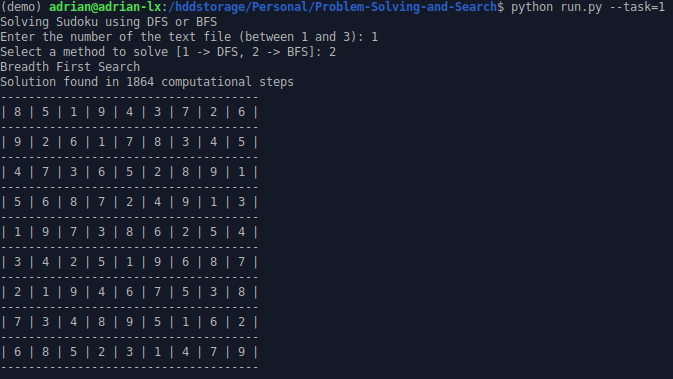 (demo) adrian@adrian-lx:/hddstorage/Personal/Problem-Solving-and-Search$ python run.py --task=1
Solving Sudoku using DFS or BFS
Enter the number of the text file (between 1 and 3): 1
Select a method to solve [1 -> DFS, 2 -> BFS]: 2
Breadth First Search
Solution found in 1864 computational steps
-------------------------------------
| 8 | 5 | 1 | 9 | 4 | 3 | 7 | 2 | 6 |
-------------------------------------
| 9 | 2 | 6 | 1 | 7 | 8 | 3 | 4 | 5 |
-------------------------------------
| 4 | 7 | 3 | 6 | 5 | 2 | 8 | 9 | 1 |
-------------------------------------
| 5 | 6 | 8 | 7 | 2 | 4 | 9 | 1 | 3 |
-------------------------------------
| 1 | 9 | 7 | 3 | 8 | 6 | 2 | 5 | 4 |
-------------------------------------
| 3 | 4 | 2 | 5 | 1 | 9 | 6 | 8 | 7 |
-------------------------------------
| 2 | 1 | 9 | 4 | 6 | 7 | 5 | 3 | 8 |
-------------------------------------
| 7 | 3 | 4 | 8 | 9 | 5 | 1 | 6 | 2 |
-------------------------------------
| 6 | 8 | 5 | 2 | 3 | 1 | 4 | 7 | 9 |
-------------------------------------